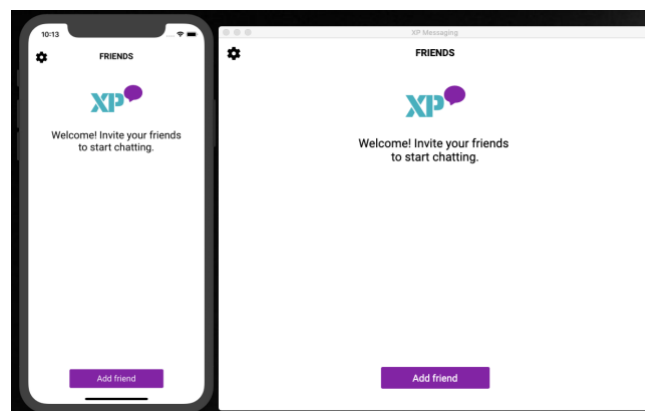 10:13
FRIENDS
XP
Welcome! Invite your friends
to start chatting.
Add friend
XP Messaging
FRIENDS
XP
Welcome! Invite your friends
to start chatting.
Add friend